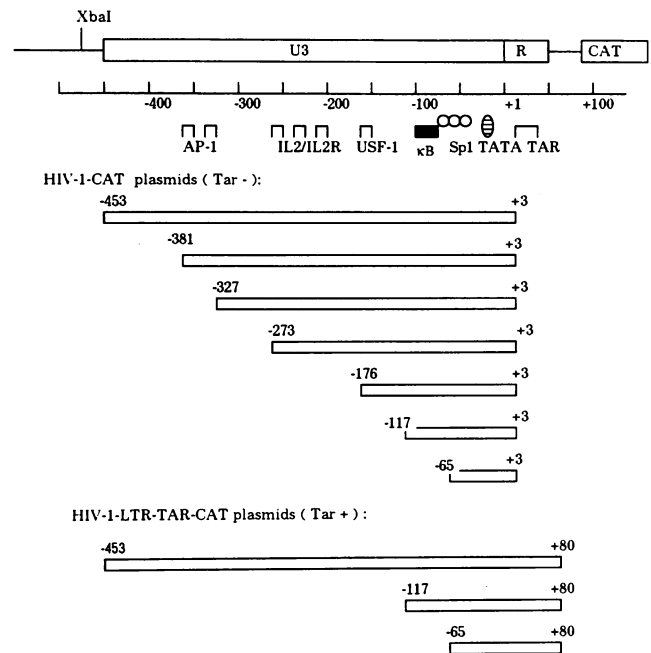 XbaI
U3 R CAT
-400 -300 -200 -100 +1 +100
AP-1 IL2/IL2R USF-1 κB Sp1 TATA TAR
HIV-1-CAT plasmids ( Tar - ):
-453 +3
-381 +3
-327 +3
-273 +3
-176 +3
-117 +3
-65 +3
HIV-1-LTR-TAR-CAT plasmids ( Tar + ) :
-453 +80
-117 +80
-65 +80